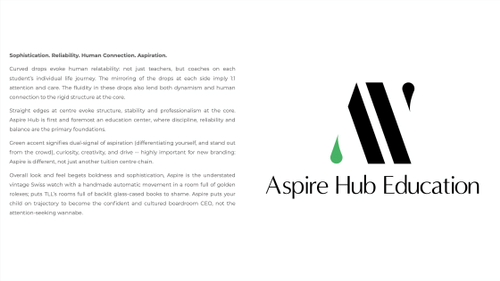 Sophistication. Reliability. Human Connection. Aspiration.
Curved drops evoke human relatability: not just teachers, but coaches on each
student's individual life journey. The mirroring of the drops at each side imply 1:1
attention and care. The fluidity in these drops also lend both dynamism and human
connection to the rigid structure at the core.
Straight edges at centre evoke structure, stability and professionalism at the core.
Aspire Hub is first and foremost an education center, where discipline, reliability and
balance are the primary foundations.
Green accent signifies dual-signal of aspiration (differentiating yourself, and stand out
from the crowd), curiosity, creativity, and drive -- highly important for new branding:
Aspire is different, not just another tuition centre chain.
Overall look and feel begets boldness and sophistication, Aspire is the understated
vintage Swiss watch with a handmade automatic movement in a room full of golden
rolexes; puts TLL's rooms full of backlit glass-cased books to shame. Aspire puts your
child on trajectory to become the confident and cultured boardroom CEO, not the
attention-seeking wannabe.
Aspire Hub Education